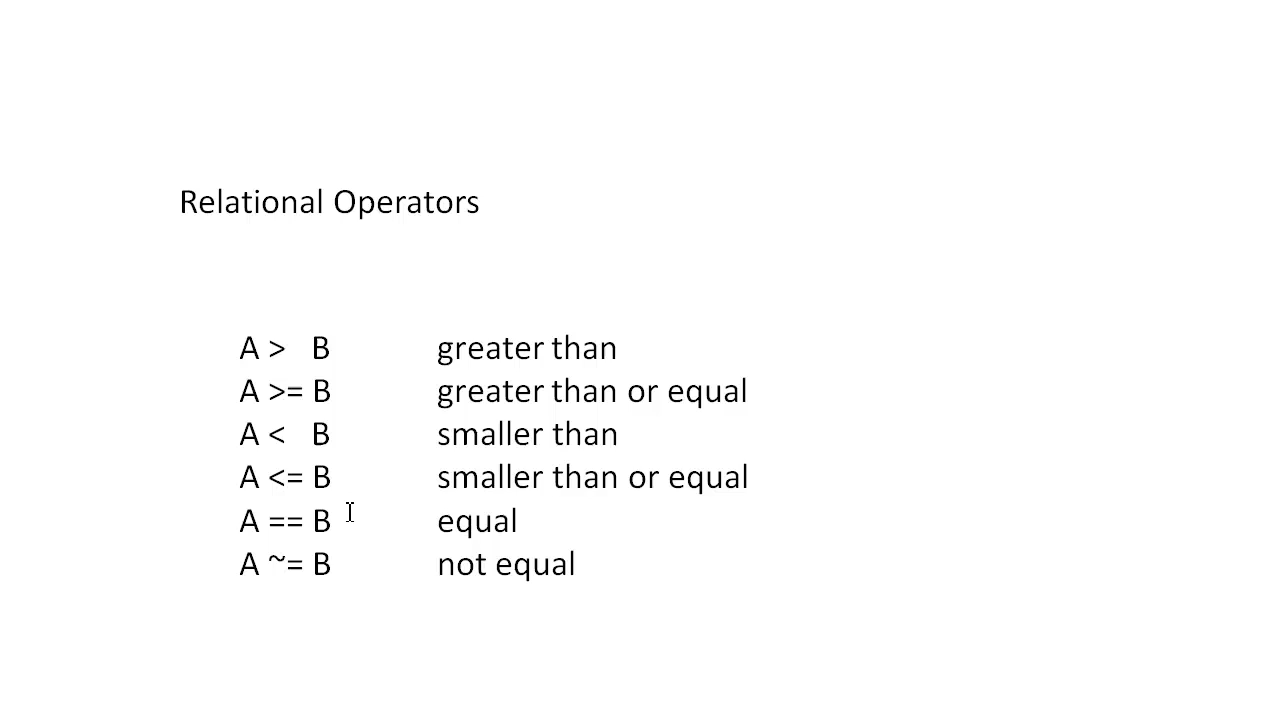 Relational Operators
A > B greater than
A >= B greater than or equal
A < B smaller than
A <= B smaller than or equal
A == B equal
A ~= B not equal